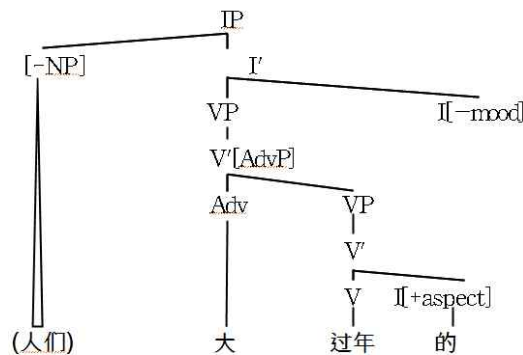 IP
[-NP] I′
VP I[-mood]
V′[AdvP]
Adv VP
V′
V I[+aspect]
(人们) 大 过年 的